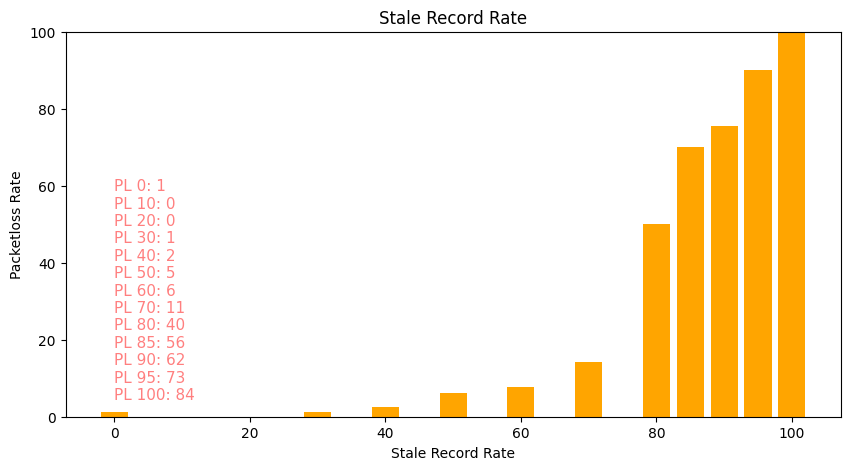 Stale Record Rate
100
80
60
40
20
0
Packetloss Rate
PL 0: 1
PL 10: 0
PL 20: 0
PL 30: 1
PL 40: 2
PL 50: 5
PL 60: 6
PL 70: 11
PL 80: 40
PL 85: 56
PL 90: 62
PL 95: 73
PL 100: 84
0 20 40 60 80 100
Stale Record Rate